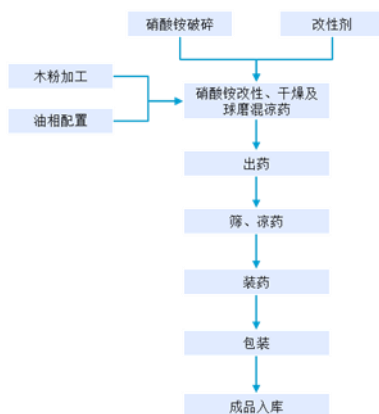 硝酸铵破碎
改性剂
木粉加工
油相配置
硝酸铵改性、干燥及
球磨混凉药
出药
筛、凉药
装药
包装
成品入库